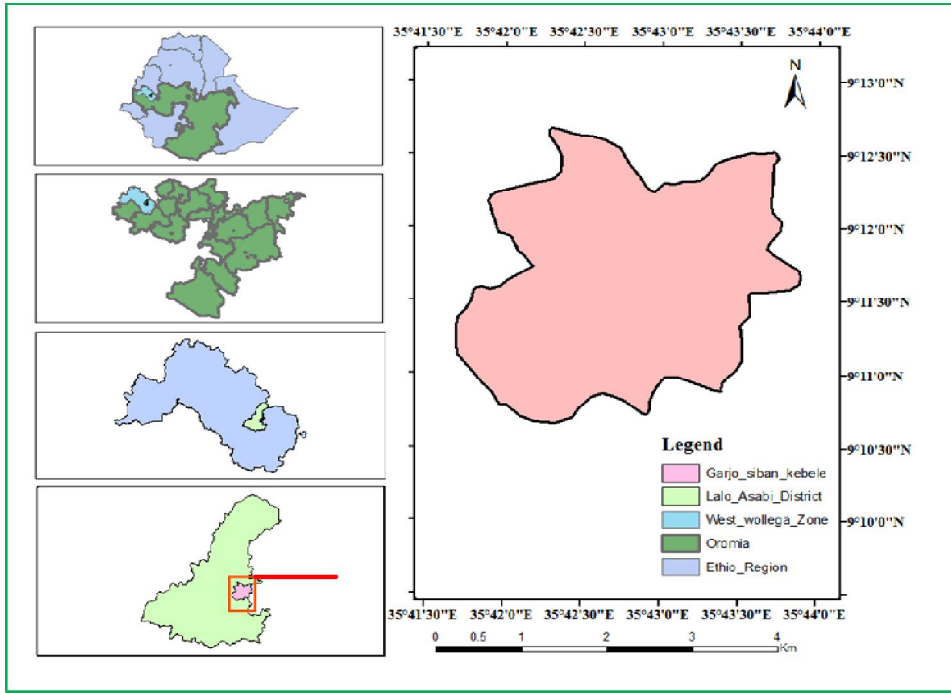 35°41'30"E 35°42'0"E 35°42'30"E 35°43'0"E 35°43'30"E 35°44'0"E
N
9°13'0"N
9°12'30"N
9°12'0"N
9°11'30"N
9°11'0"N
9°10'30"N
9°10'0"N
Legend
Garjo_siban_kebele
Lalo_Asabi_District
West_wollega_Zone
Oromia
Ethio_Region
35°41'30"E 35°42'0"E 35°42'30"E 35°43'0"E 35°43'30"E 35°44'0"E
0 0.5 1 2 3 4
Km